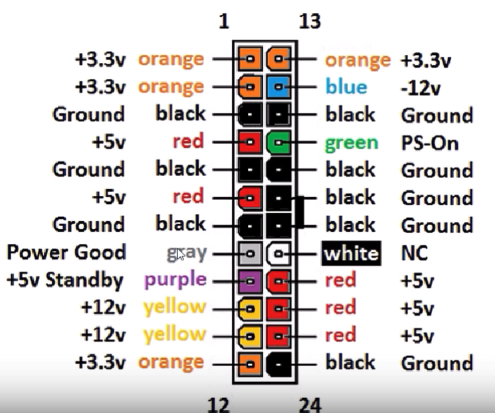 1 13
+3.3v orange orange +3.3v
+3.3v orange blue -12v
Ground black black Ground
+5v red green PS-On
Ground black black Ground
+5v red black Ground
Ground black black Ground
Power Good gray white NC
+5v Standby purple red +5v
+12v yellow red +5v
+12v yellow red +5v
+3.3v orange black Ground
12 24